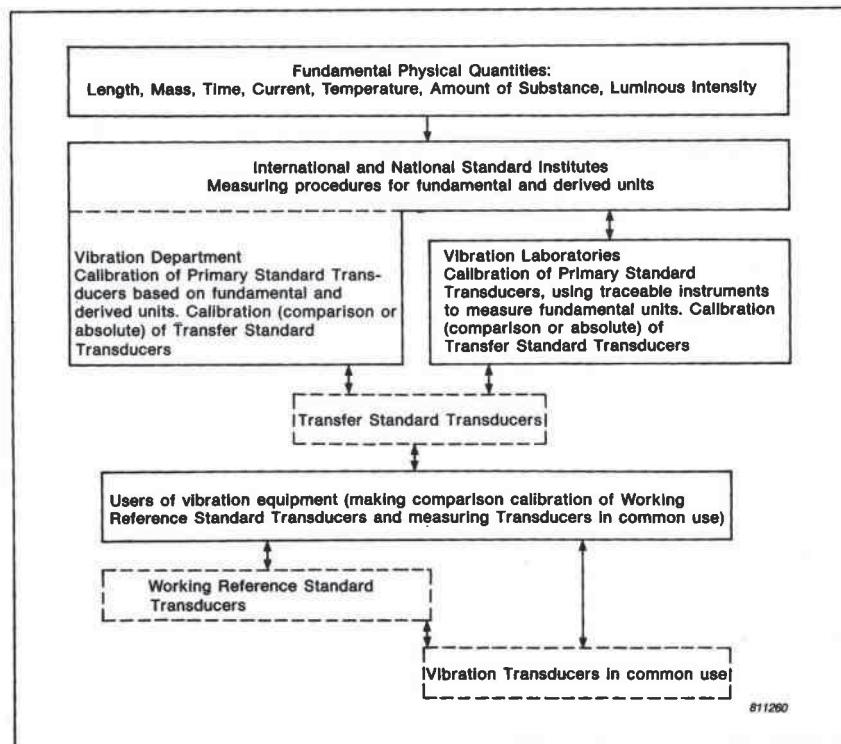 Fundamental Physical Quantities:
Length, Mass, Time, Current, Temperature, Amount of Substance, Luminous Intensity
International and National Standard Institutes
Measuring procedures for fundamental and derived units
Vibration Department
Calibration of Primary Standard Trans-
ducers based on fundamental and
derived units. Calibration (comparison or
absolute) of Transfer Standard
Transducers
Vibration Laboratories
Calibration of Primary Standard
Transducers, using traceable instruments
to measure fundamental units. Calibration
(comparison or absolute) of
Transfer Standard Transducers
Transfer Standard Transducers
Users of vibration equipment (making comparison calibration of Working
Reference Standard Transducers and measuring Transducers in common use)
Working Reference Standard
Transducers
Vibration Transducers in common use
811260